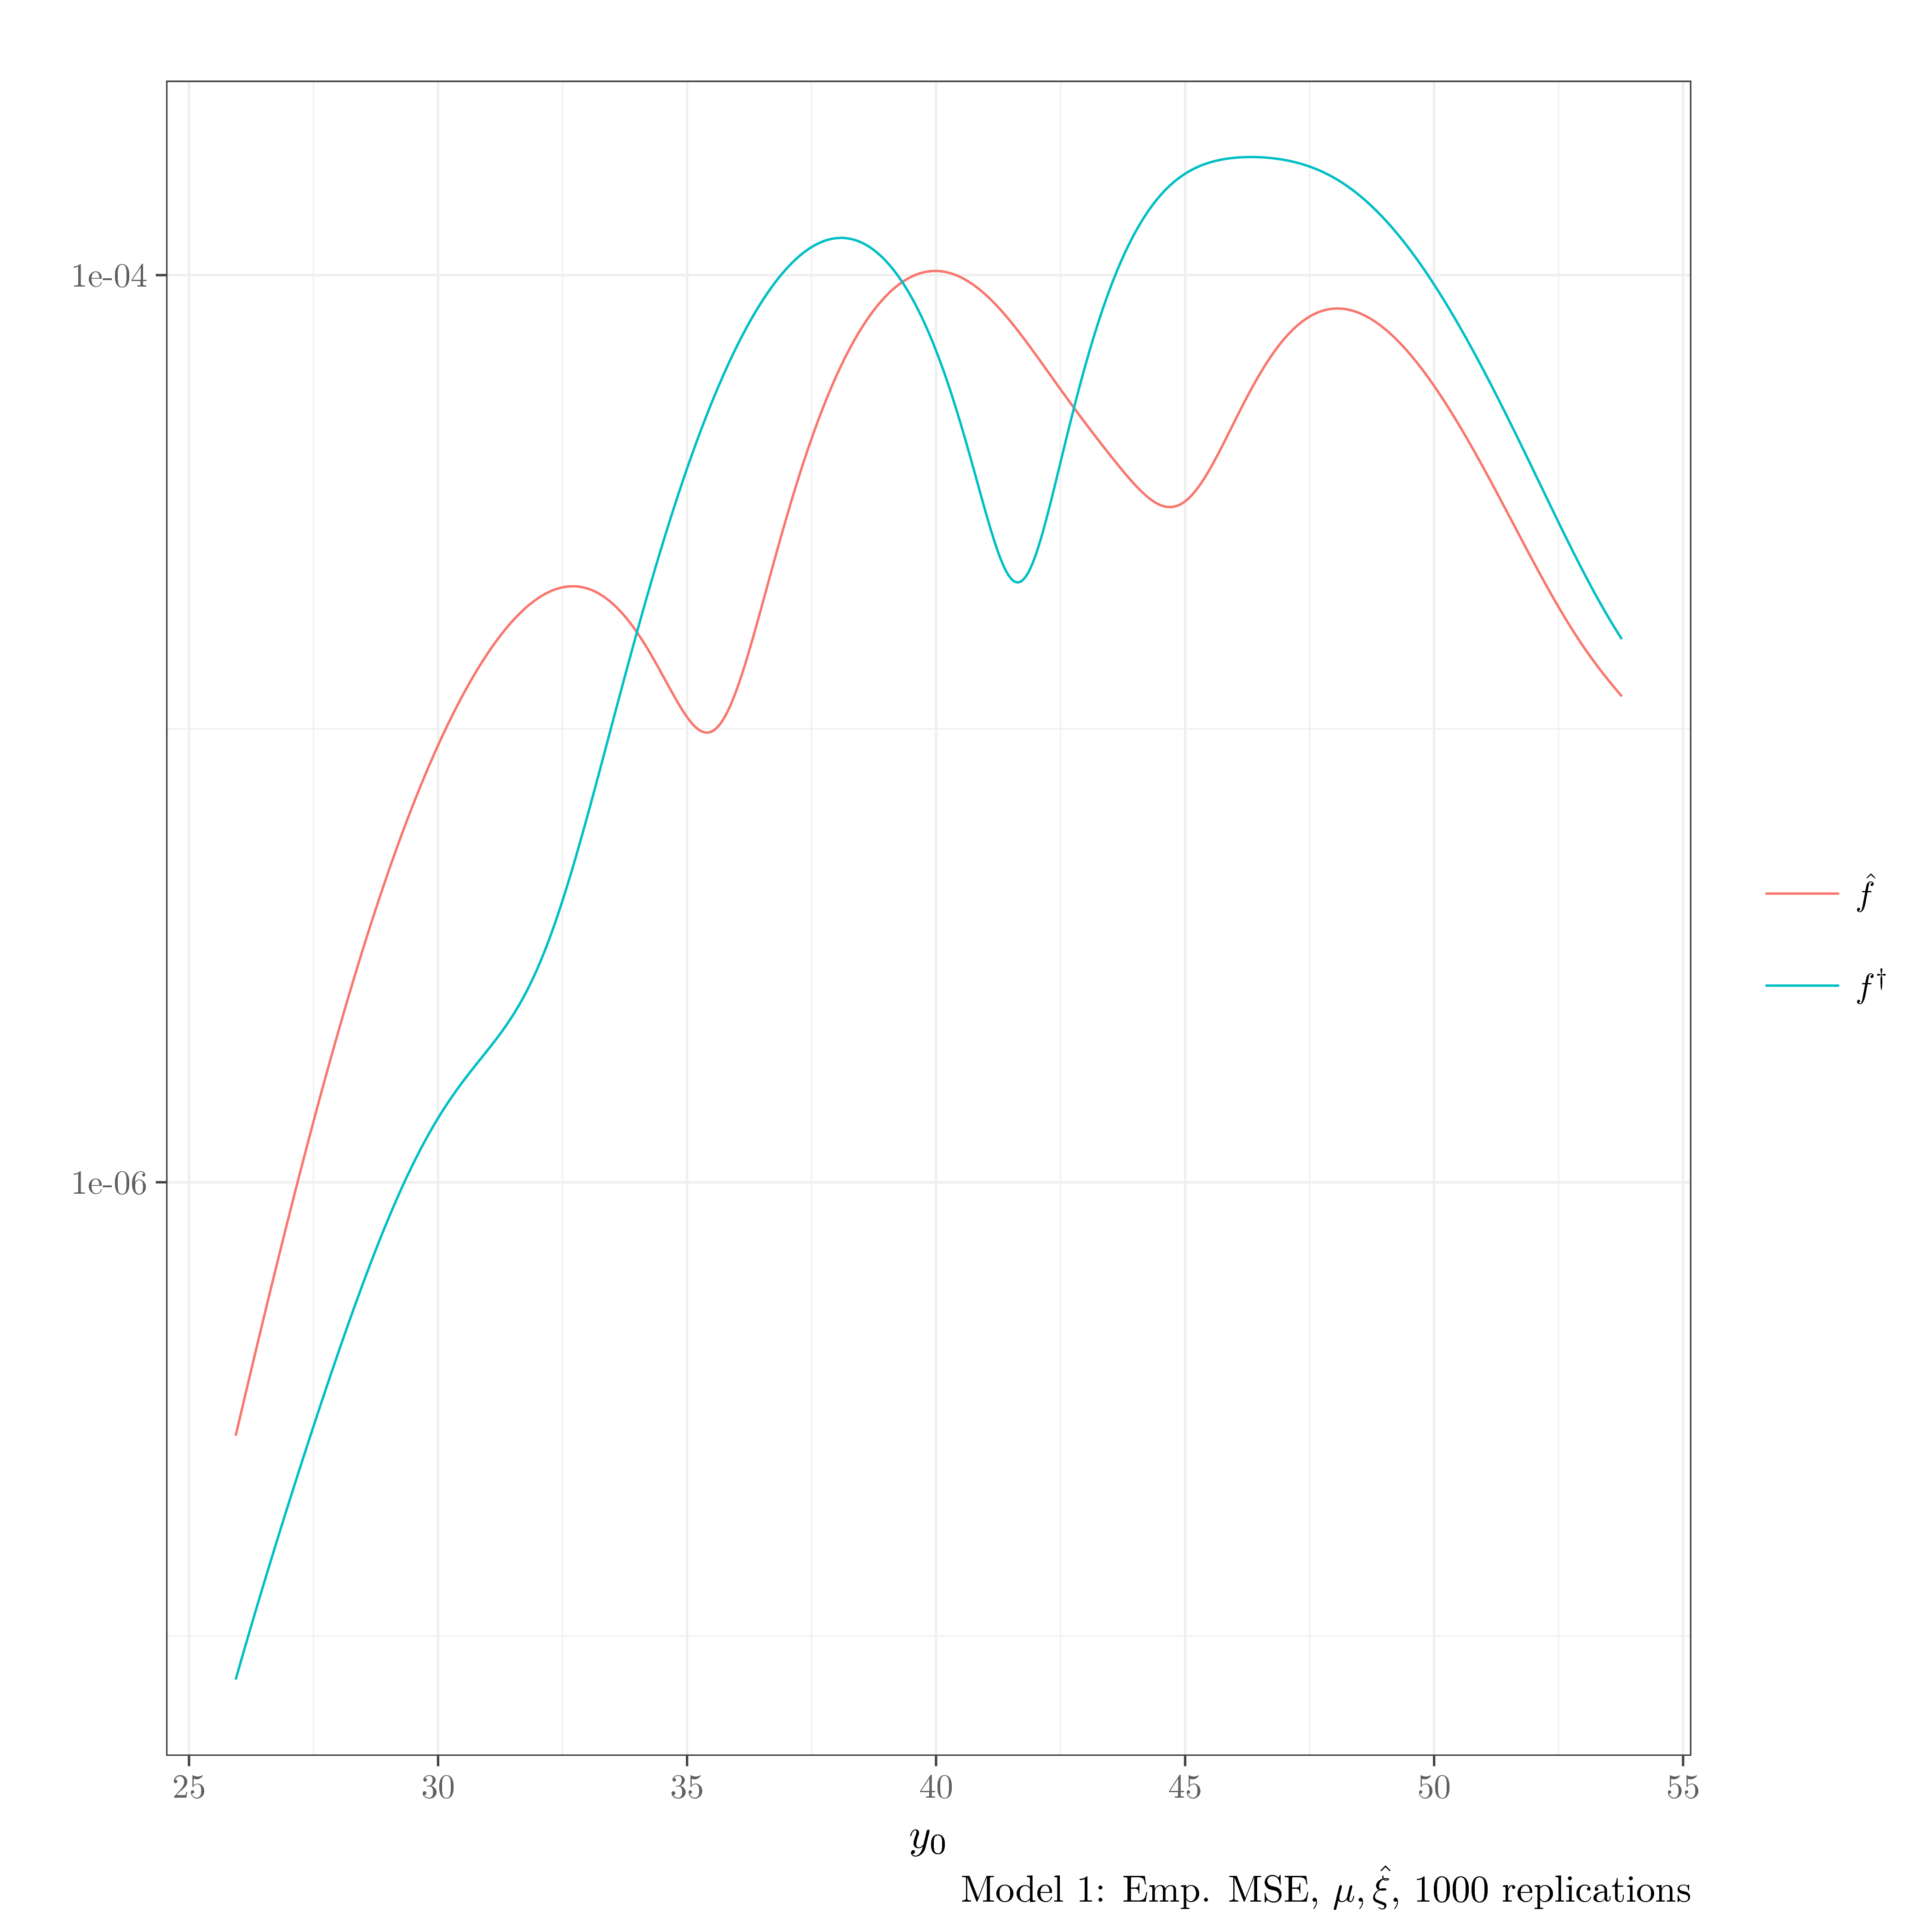 1e-04
1e-06
25 30 35 40 45 50 55
y₀
f̂
f†
Model 1: Emp. MSE, μ, ξ̂, 1000 replications